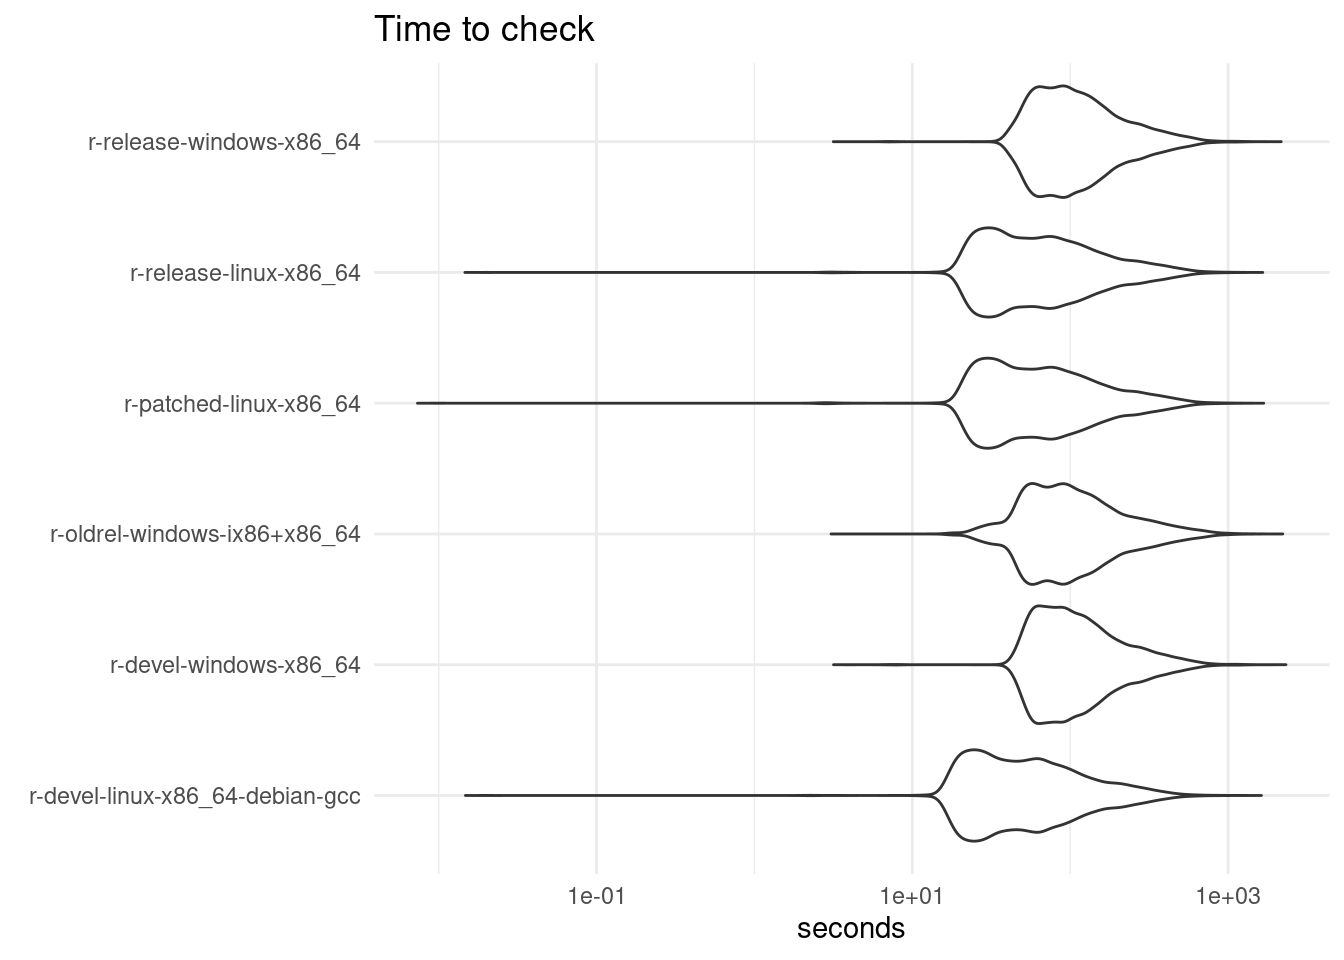 Time to check
r-release-windows-x86_64
r-release-linux-x86_64
r-patched-linux-x86_64
r-oldrel-windows-ix86+x86_64
r-devel-windows-x86_64
r-devel-linux-x86_64-debian-gcc
1e-01 1e+01 1e+03
seconds